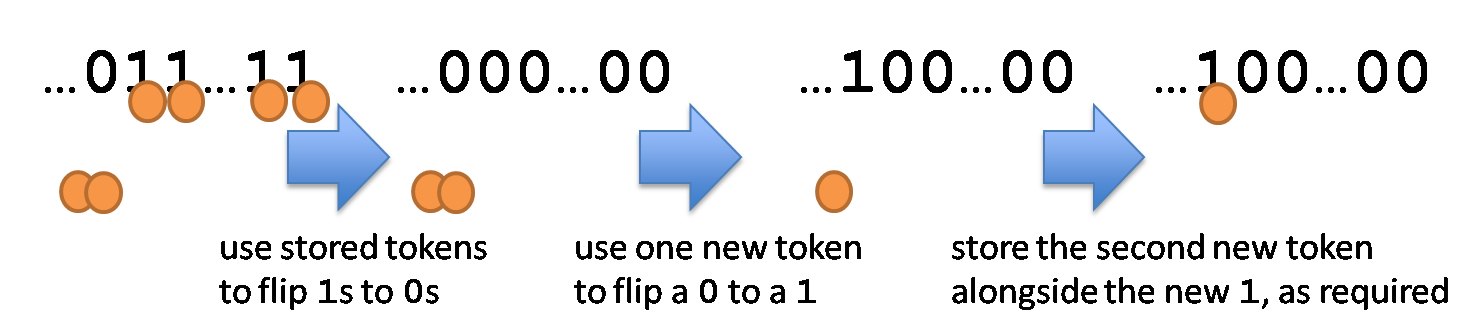 …011…11 …000…00 …100…00 …100…00
use stored tokens
to flip 1s to 0s
use one new token
to flip a 0 to a 1
store the second new token
alongside the new 1, as required